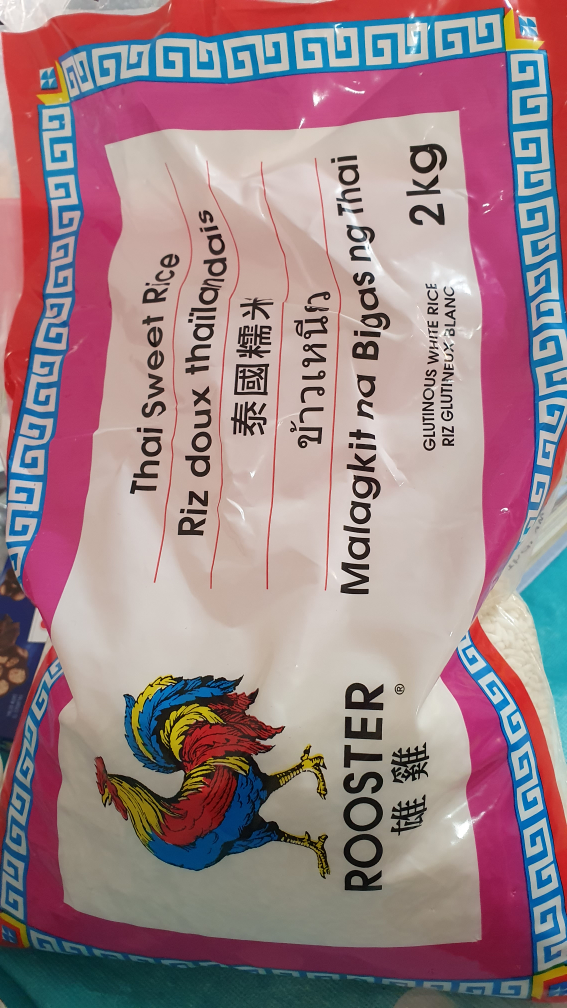 ROOSTER
雄雞
®
Thai Sweet Rice
Riz doux thaïlandais
泰國糯米
ข้าวเหนียว
Malagkit na Bigas ng Thai
GLUTINOUS WHITE RICE
RIZ GLUTINEUX BLANC
2kg